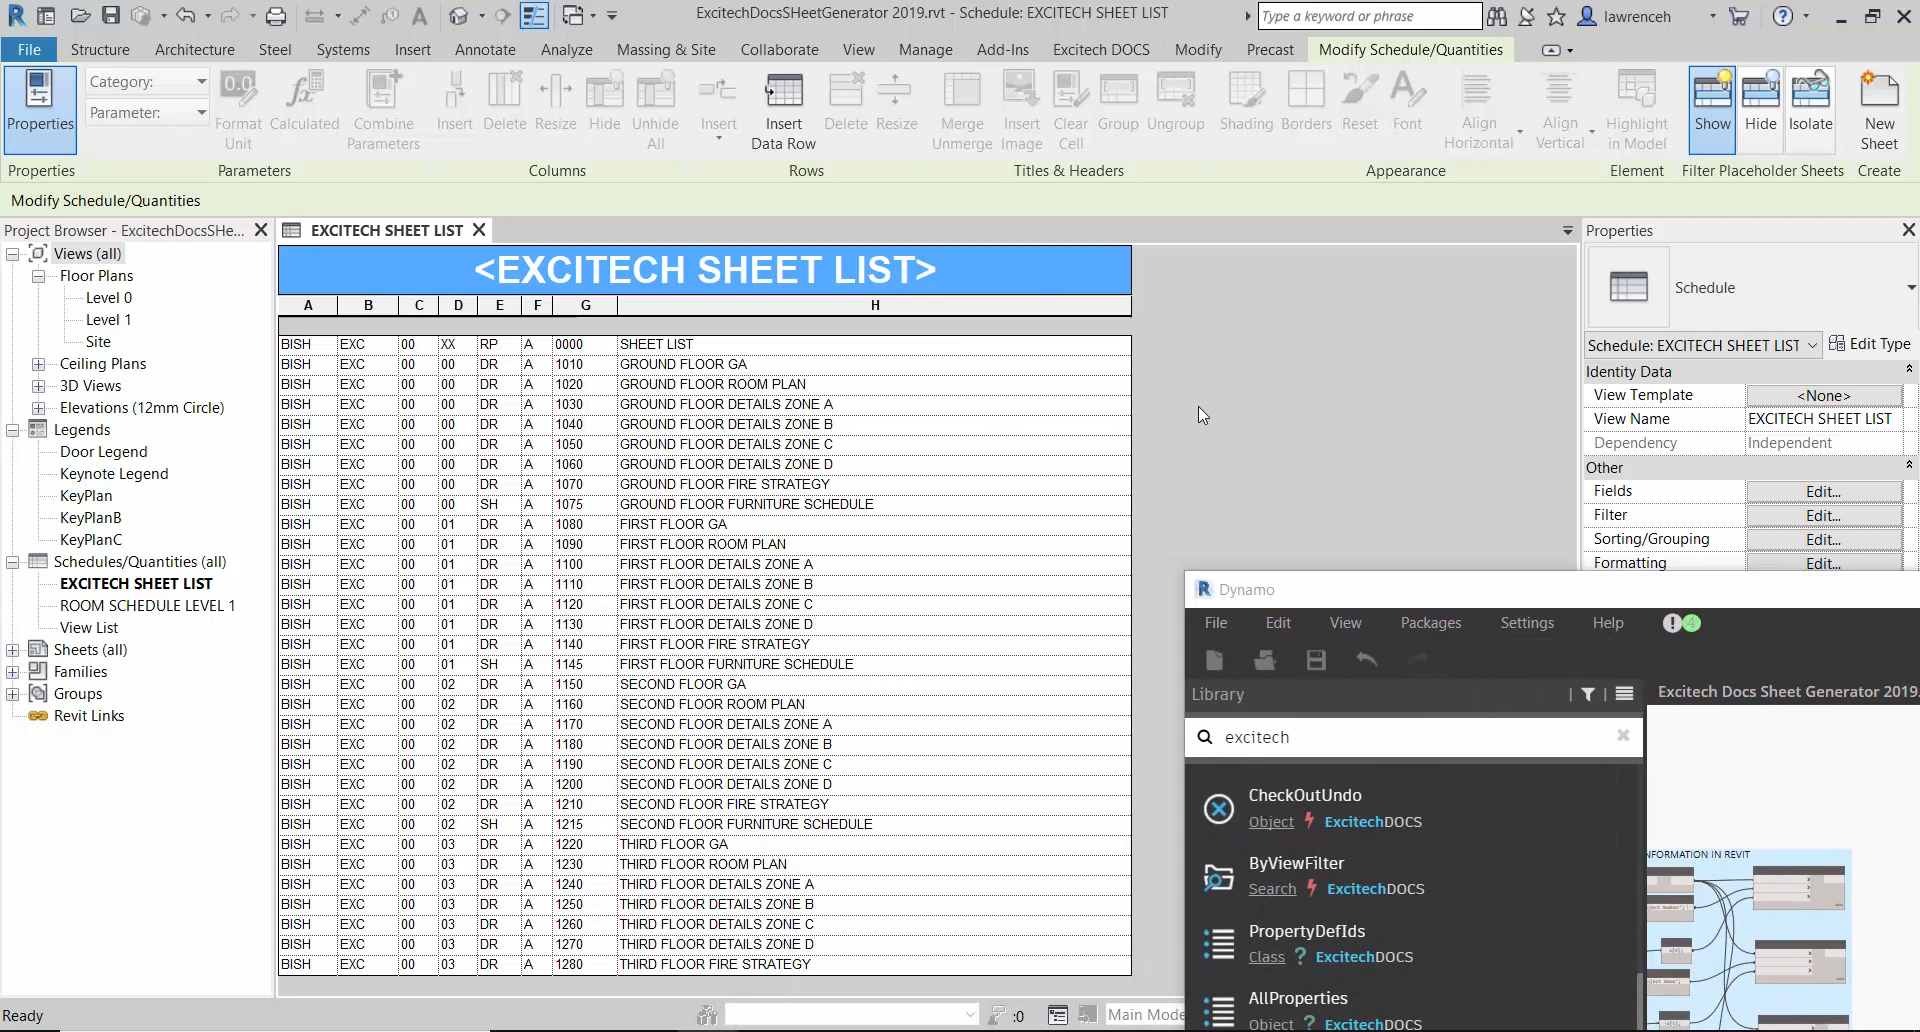 ExcitechDocsSHeetGenerator 2019.rvt - Schedule: EXCITECH SHEET LIST
Type a keyword or phrase
lawrenceh
File Structure Architecture Steel Systems Insert Annotate Analyze Massing & Site Collaborate View Manage Add-Ins Excitech DOCS Modify Precast Modify Schedule/Quantities
Category:
Parameter:
Properties
Format Unit
Calculated
Combine Parameters
Insert
Delete
Resize
Hide
Unhide All
Insert
Insert Data Row
Delete
Resize
Merge Unmerge
Insert Image
Clear Cell
Group
Ungroup
Shading
Borders
Reset
Font
Align Horizontal
Align Vertical
Highlight in Model
Show
Hide
Isolate
New Sheet
Properties Parameters Columns Rows Titles & Headers Appearance Element Filter Placeholder Sheets Create
Modify Schedule/Quantities
Project Browser - ExcitechDocsSHe...
Views (all)
Floor Plans
Level 0
Level 1
Site
Ceiling Plans
3D Views
Elevations (12mm Circle)
Legends
Door Legend
Keynote Legend
KeyPlan
KeyPlanB
KeyPlanC
Schedules/Quantities (all)
EXCITECH SHEET LIST
ROOM SCHEDULE LEVEL 1
View List
Sheets (all)
Families
Groups
Revit Links
EXCITECH SHEET LIST
<EXCITECH SHEET LIST>
A B C D E F G H
BISH EXC 00 XX RP A 0000 SHEET LIST
BISH EXC 00 00 DR A 1010 GROUND FLOOR GA
BISH EXC 00 00 DR A 1020 GROUND FLOOR ROOM PLAN
BISH EXC 00 00 DR A 1030 GROUND FLOOR DETAILS ZONE A
BISH EXC 00 00 DR A 1040 GROUND FLOOR DETAILS ZONE B
BISH EXC 00 00 DR A 1050 GROUND FLOOR DETAILS ZONE C
BISH EXC 00 00 DR A 1060 GROUND FLOOR DETAILS ZONE D
BISH EXC 00 00 DR A 1070 GROUND FLOOR FIRE STRATEGY
BISH EXC 00 00 SH A 1075 GROUND FLOOR FURNITURE SCHEDULE
BISH EXC 00 01 DR A 1080 FIRST FLOOR GA
BISH EXC 00 01 DR A 1090 FIRST FLOOR ROOM PLAN
BISH EXC 00 01 DR A 1100 FIRST FLOOR DETAILS ZONE A
BISH EXC 00 01 DR A 1110 FIRST FLOOR DETAILS ZONE B
BISH EXC 00 01 DR A 1120 FIRST FLOOR DETAILS ZONE C
BISH EXC 00 01 DR A 1130 FIRST FLOOR DETAILS ZONE D
BISH EXC 00 01 DR A 1140 FIRST FLOOR FIRE STRATEGY
BISH EXC 00 01 SH A 1145 FIRST FLOOR FURNITURE SCHEDULE
BISH EXC 00 02 DR A 1150 SECOND FLOOR GA
BISH EXC 00 02 DR A 1160 SECOND FLOOR ROOM PLAN
BISH EXC 00 02 DR A 1170 SECOND FLOOR DETAILS ZONE A
BISH EXC 00 02 DR A 1180 SECOND FLOOR DETAILS ZONE B
BISH EXC 00 02 DR A 1190 SECOND FLOOR DETAILS ZONE C
BISH EXC 00 02 DR A 1200 SECOND FLOOR DETAILS ZONE D
BISH EXC 00 02 DR A 1210 SECOND FLOOR FIRE STRATEGY
BISH EXC 00 02 SH A 1215 SECOND FLOOR FURNITURE SCHEDULE
BISH EXC 00 03 DR A 1220 THIRD FLOOR GA
BISH EXC 00 03 DR A 1230 THIRD FLOOR ROOM PLAN
BISH EXC 00 03 DR A 1240 THIRD FLOOR DETAILS ZONE A
BISH EXC 00 03 DR A 1250 THIRD FLOOR DETAILS ZONE B
BISH EXC 00 03 DR A 1260 THIRD FLOOR DETAILS ZONE C
BISH EXC 00 03 DR A 1270 THIRD FLOOR DETAILS ZONE D
BISH EXC 00 03 DR A 1280 THIRD FLOOR FIRE STRATEGY
Properties
Schedule
Schedule: EXCITECH SHEET LIST
Edit Type
Identity Data
View Template <None>
View Name EXCITECH SHEET LIST
Dependency Independent
Other
Fields Edit...
Filter Edit...
Sorting/Grouping Edit...
Formatting Edit...
Dynamo
File Edit View Packages Settings Help
Library
Excitech Docs Sheet Generator 2019.
excitech
CheckOutUndo
Object ExcitechDOCS
ByViewFilter
Search ExcitechDOCS
PropertyDefIds
Class ? ExcitechDOCS
AllProperties
Object ? ExcitechDOCS
NFORMATION IN REVIT
Ready
:0
Main Mode